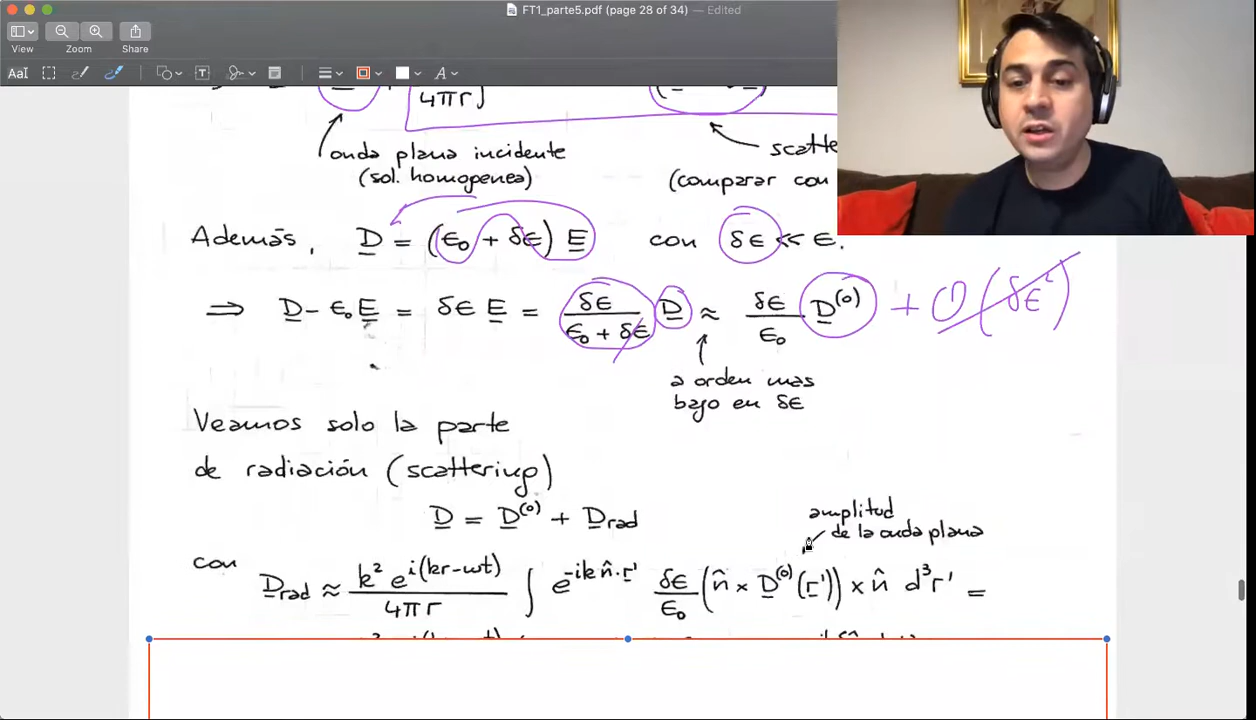 FT1_parte5.pdf (page 28 of 34) — Edited
View Zoom Share
AaI T A
4πr
onda plana incidente
(sol. homogenea)
scatte
(comparar con
Además, D = (ϵ₀ + δϵ) E con δϵ << ϵ.
⇒ D - ϵ₀E = δϵ E = δϵ/(ϵ₀ + δϵ) D ≈ δϵ/ϵ₀ D⁽⁰⁾ + O(δϵ²)
a orden mas
bajo en δϵ
Veamos solo la parte
de radiación (scattering)
D = D⁽⁰⁾ + Drad
amplitud
de la onda plana
con Drad ≈ k² e^i(kr-ωt)/4πr ∫ e^-ik n̂·r' δϵ/ϵ₀ (n̂ × D⁽⁰⁾(r')) × n̂ d³r' =